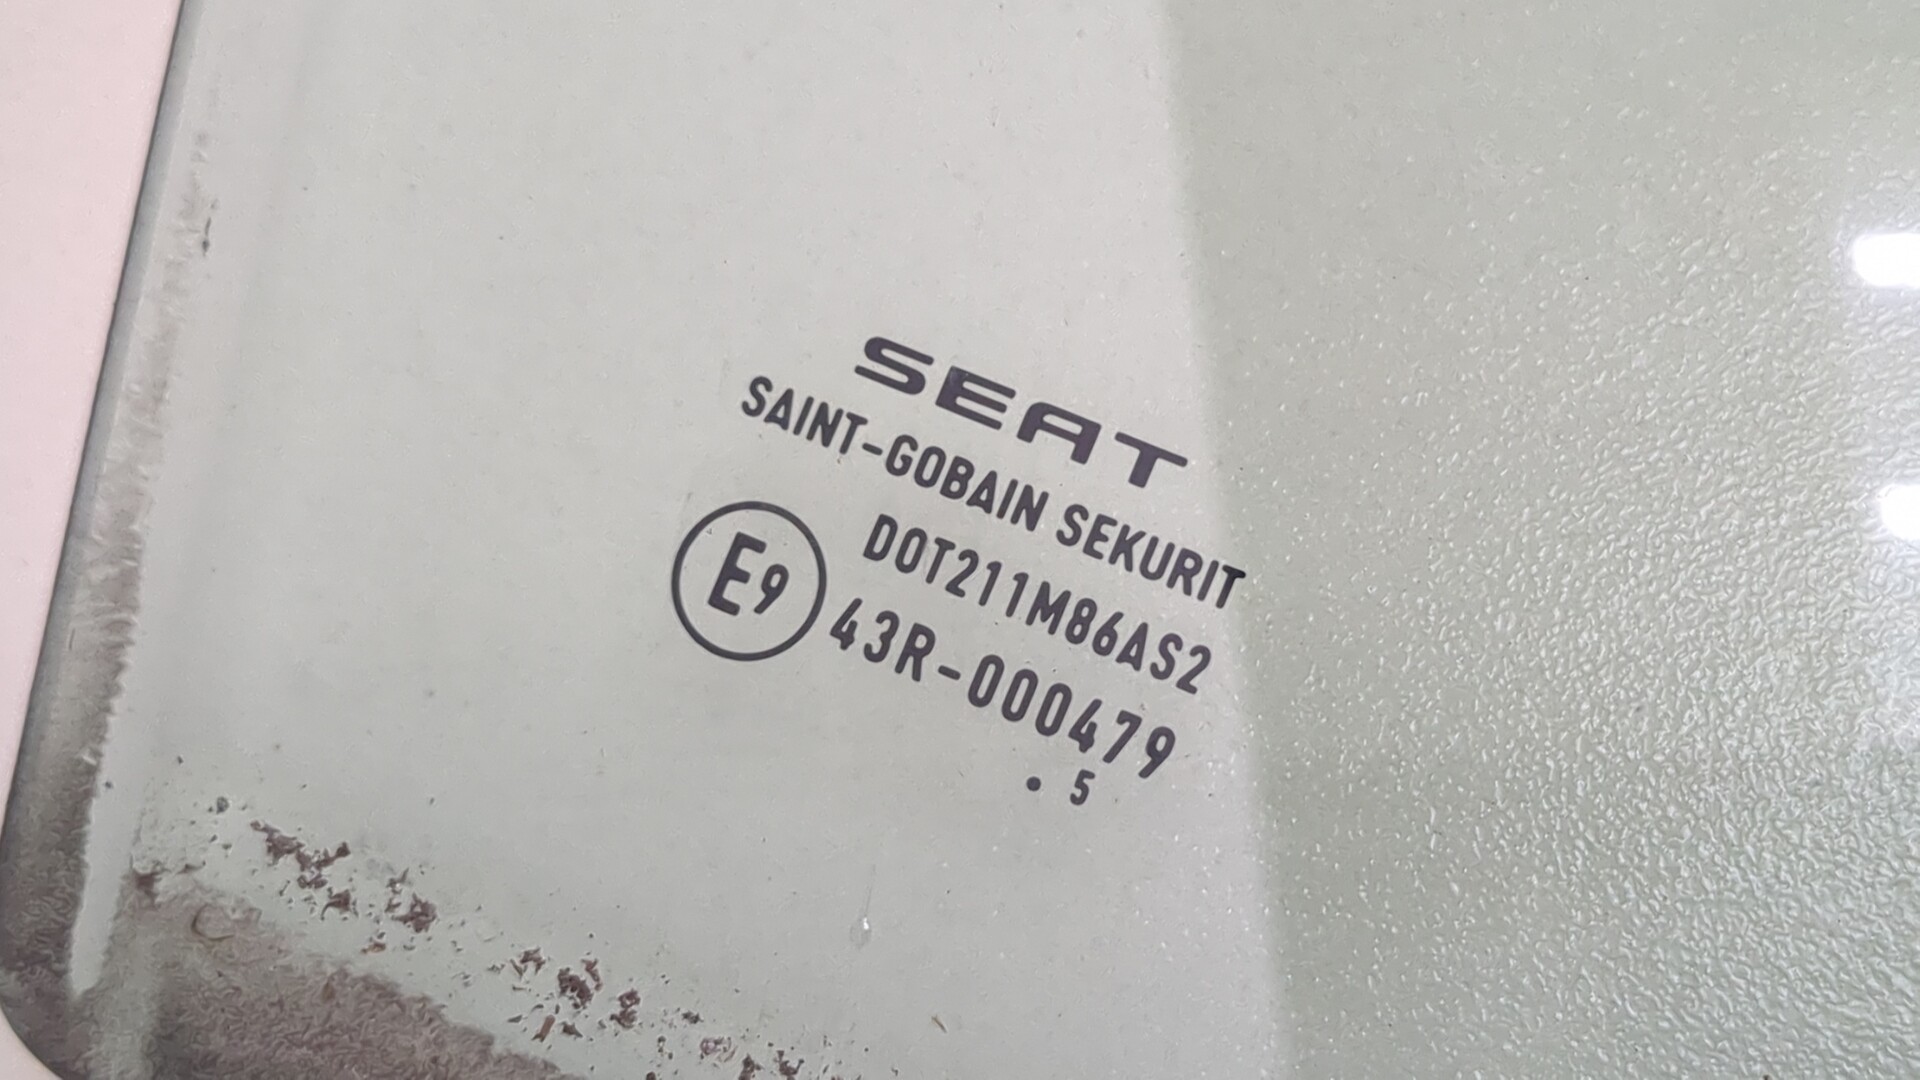 SEAT
SAINT-GOBAIN SEKURIT
DOT211M86AS2
E9 43R-000479
. 5